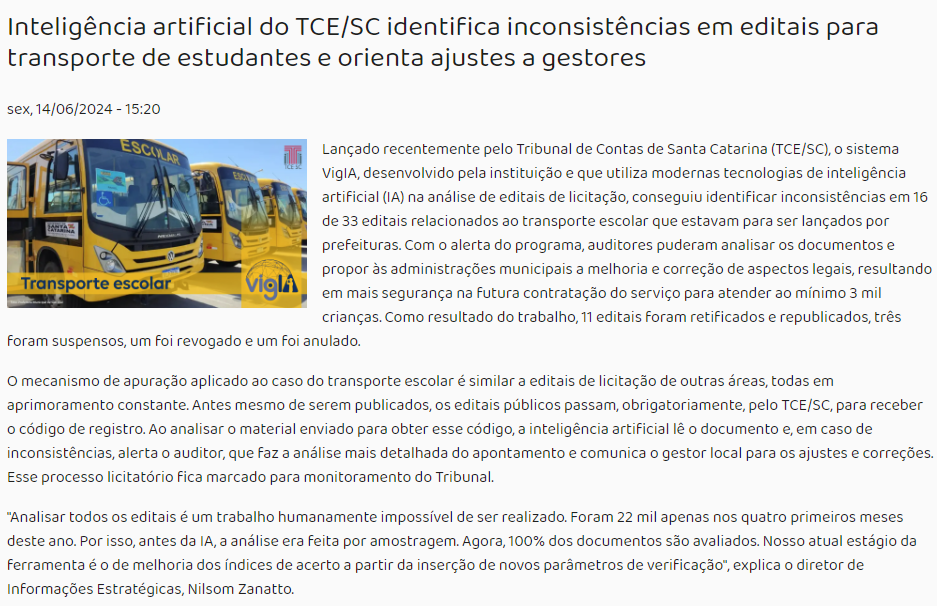 Inteligência artificial do TCE/SC identifica inconsistências em editais para
transporte de estudantes e orienta ajustes a gestores
sex, 14/06/2024 - 15:20
ESCOLAR
TCE SC
ESCOLAR
SANTA
CATARINA
Transporte escolar
VigIA
Lançado recentemente pelo Tribunal de Contas de Santa Catarina (TCE/SC), o sistema
VigIA, desenvolvido pela instituição e que utiliza modernas tecnologias de inteligência
artificial (IA) na análise de editais de licitação, conseguiu identificar inconsistências em 16
de 33 editais relacionados ao transporte escolar que estavam para ser lançados por
prefeituras. Com o alerta do programa, auditores puderam analisar os documentos e
propor às administrações municipais a melhoria e correção de aspectos legais, resultando
em mais segurança na futura contratação do serviço para atender ao mínimo 3 mil
crianças. Como resultado do trabalho, 11 editais foram retificados e republicados, três
foram suspensos, um foi revogado e um foi anulado.
O mecanismo de apuração aplicado ao caso do transporte escolar é similar a editais de licitação de outras áreas, todas em
aprimoramento constante. Antes mesmo de serem publicados, os editais públicos passam, obrigatoriamente, pelo TCE/SC, para receber
o código de registro. Ao analisar o material enviado para obter esse código, a inteligência artificial lê o documento e, em caso de
inconsistências, alerta o auditor, que faz a análise mais detalhada do apontamento e comunica o gestor local para os ajustes e correções.
Esse processo licitatório fica marcado para monitoramento do Tribunal.
"Analisar todos os editais é um trabalho humanamente impossível de ser realizado. Foram 22 mil apenas nos quatro primeiros meses
deste ano. Por isso, antes da IA, a análise era feita por amostragem. Agora, 100% dos documentos são avaliados. Nosso atual estágio da
ferramenta é o de melhoria dos índices de acerto a partir da inserção de novos parâmetros de verificação", explica o diretor de
Informações Estratégicas, Nilsom Zanatto.